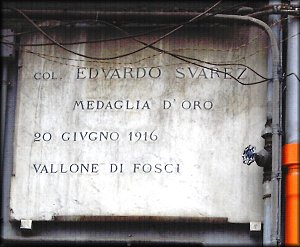 COL. EDVARDO SVAREZ
MEDAGLIA D'ORO
20 GIVGNO 1916
VALLONE DI FOSCI